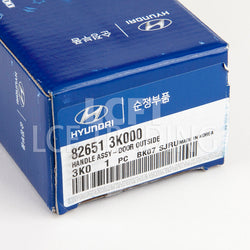 HYUNDAI
순정부품
HYUNDAI
순정부품
82651 3K000
HANDLE ASSY-DOOR OUTSIDE
3K0 1 PC BK07 SJRU MADE IN KOREA